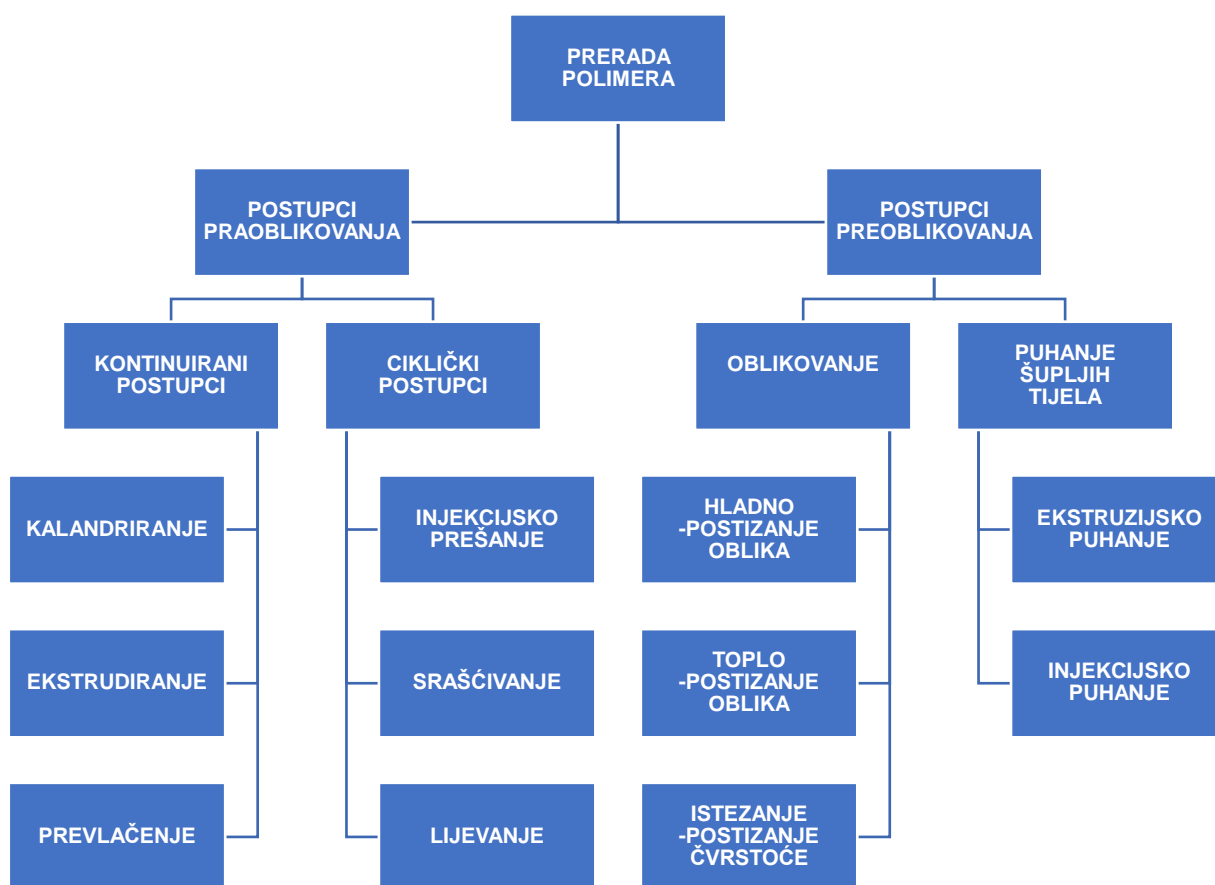 PRERADA
POLIMERA
POSTUPCI
PRAOBLIKOVANJA
POSTUPCI
PREOBLIKOVANJA
KONTINUIRANI
POSTUPCI
CIKLIČKI
POSTUPCI
OBLIKOVANJE
PUHANJE
ŠUPLJIH
TIJELA
KALANDRIRANJE
INJEKCIJSKO
PREŠANJE
HLADNO
-POSTIZANJE
OBLIKA
EKSTRUZIJSKO
PUHANJE
EKSTRUDIRANJE
SRAŠĆIVANJE
TOPLO
-POSTIZANJE
OBLIKA
INJEKCIJSKO
PUHANJE
PREVLAČENJE
LIJEVANJE
ISTEZANJE
-POSTIZANJE
ČVRSTOĆE